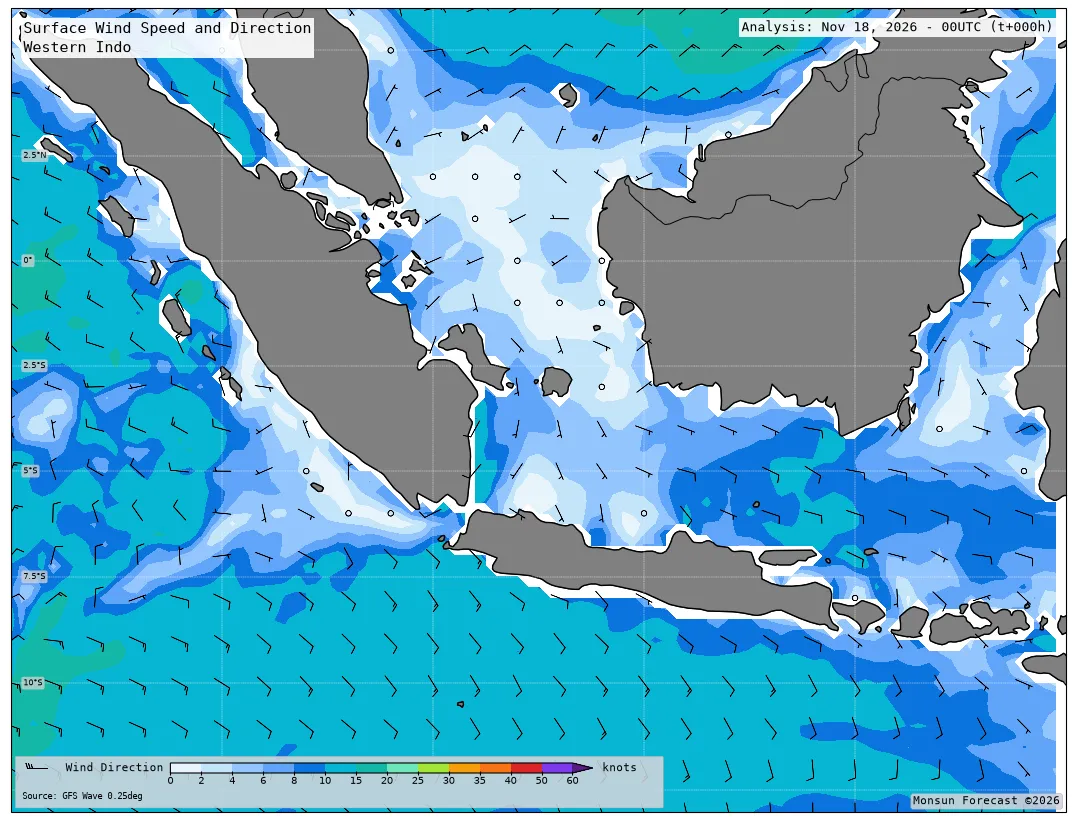 Surface Wind Speed and Direction
Western Indo
Analysis: Nov 18, 2026 - 00UTC (t+000h)
2.5°N
0°
2.5°S
5°S
7.5°S
10°S
Wind Direction
0 2 4 6 8 10 15 20 25 30 35 40 50 60
knots
Source: GFS Wave 0.25deg
Monsun Forecast ©2026